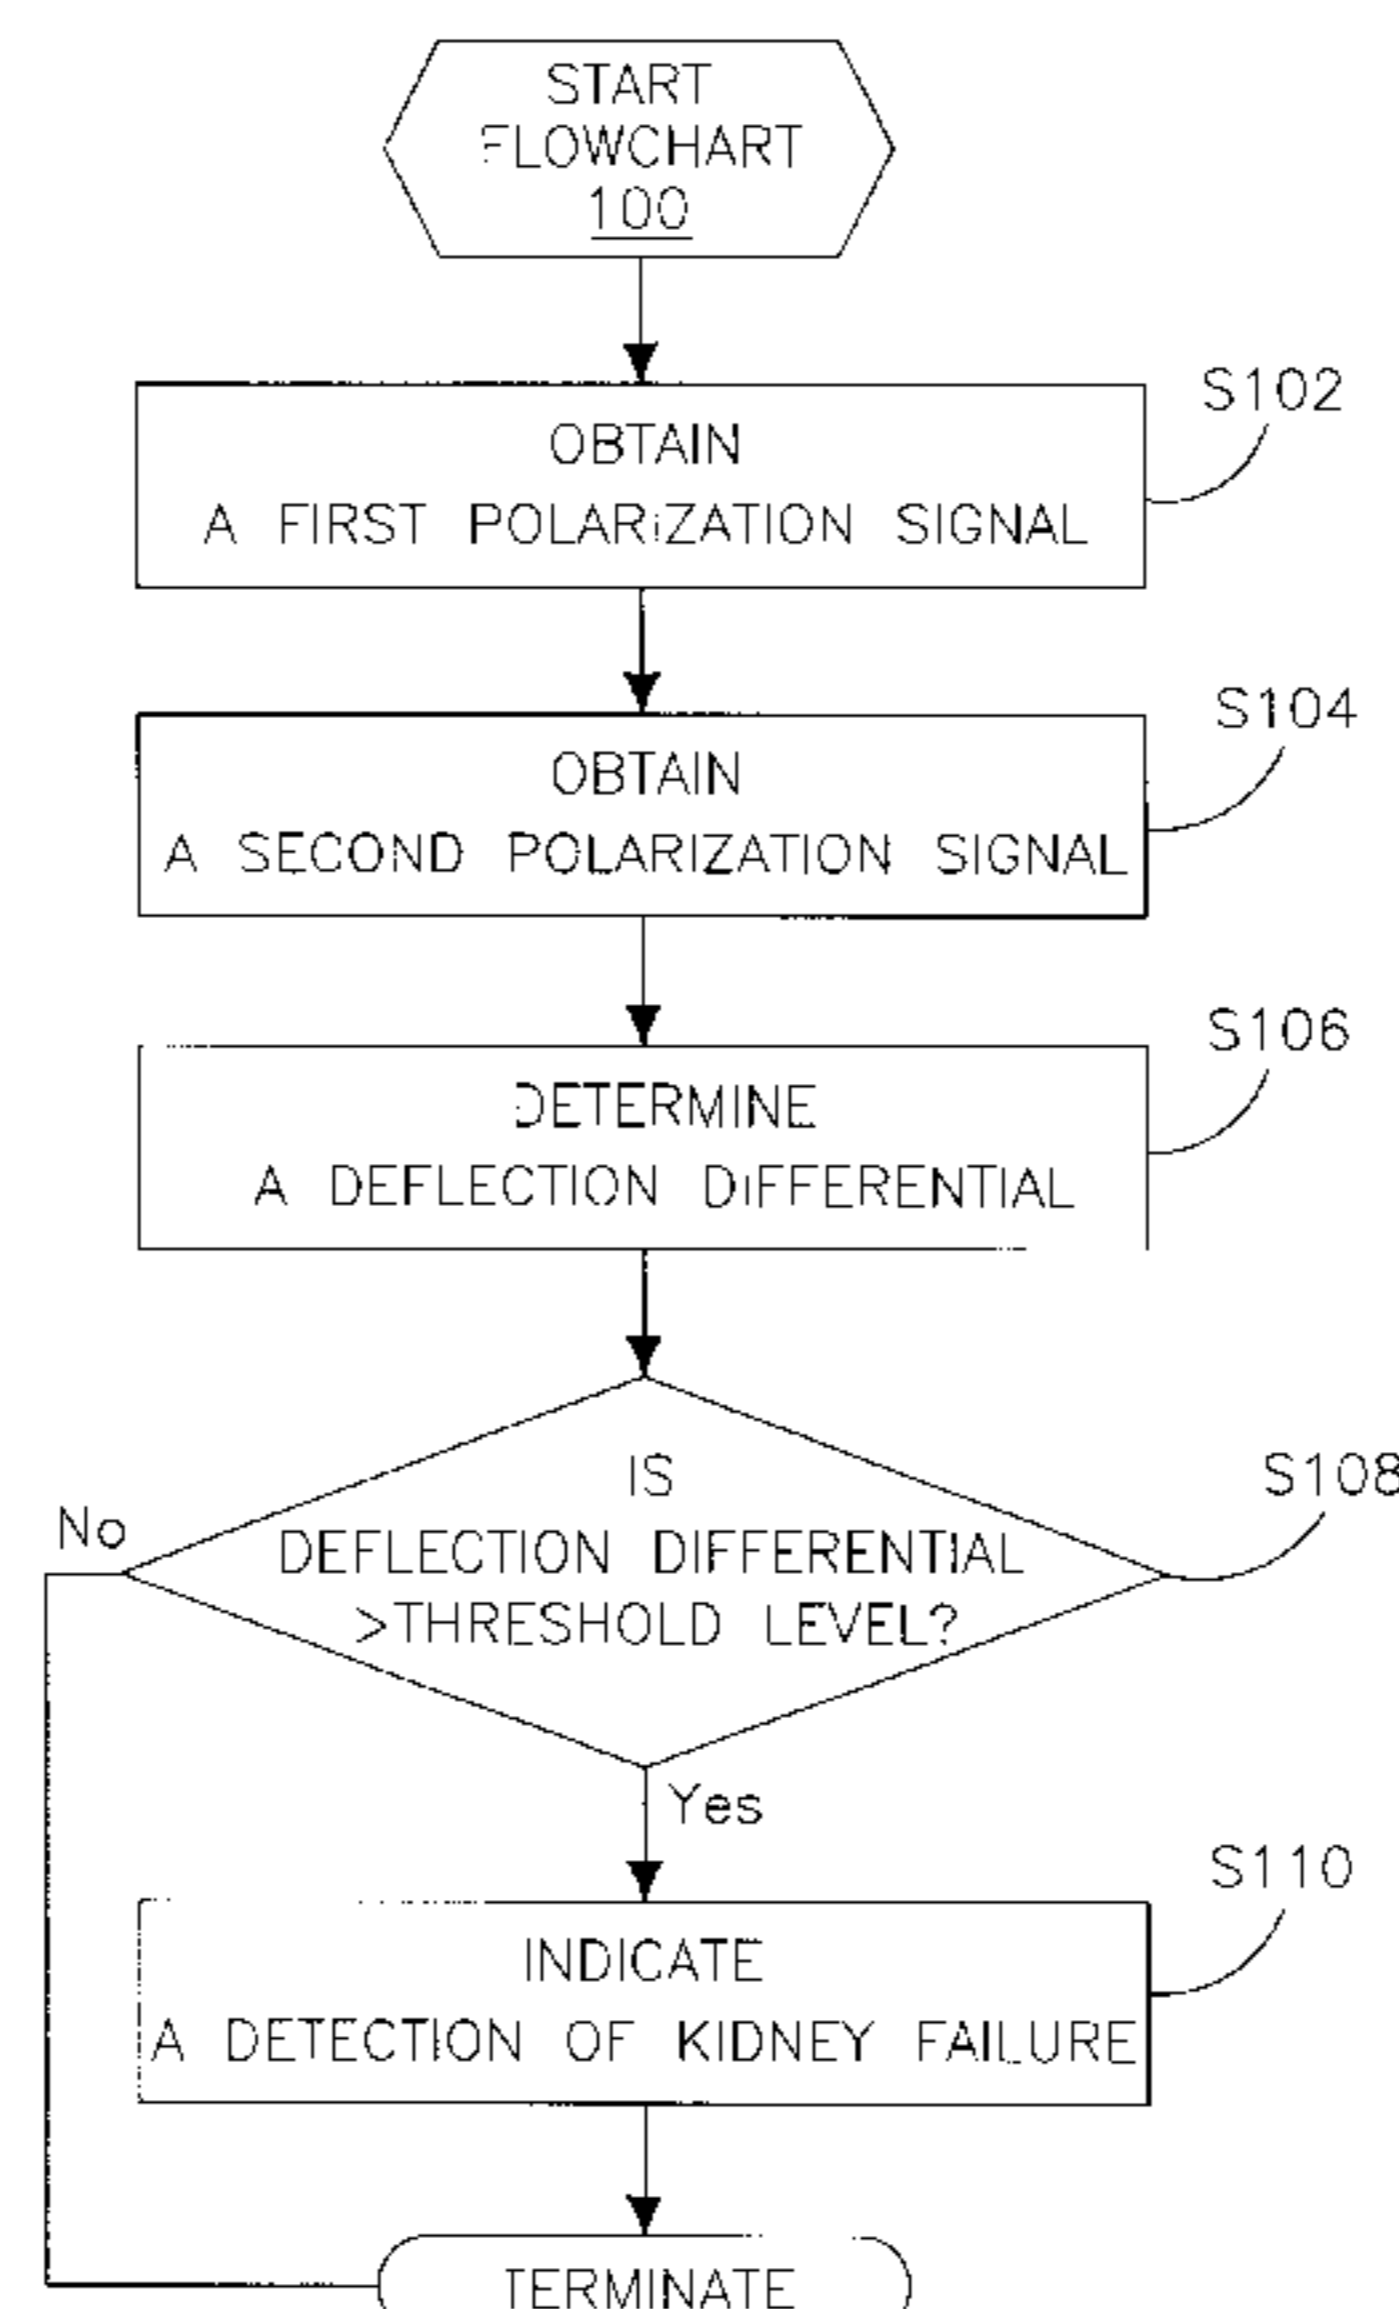 START
FLOWCHART
100
S102
OBTAIN
A FIRST POLARIZATION SIGNAL
S104
OBTAIN
A SECOND POLARIZATION SIGNAL
S106
DETERMINE
A DEFLECTION DIFFERENTIAL
S108
IS
No
DEFLECTION DIFFERENTIAL
>THRESHOLD LEVEL?
Yes
S110
INDICATE
A DETECTION OF KIDNEY FAILURE
TERMINATE